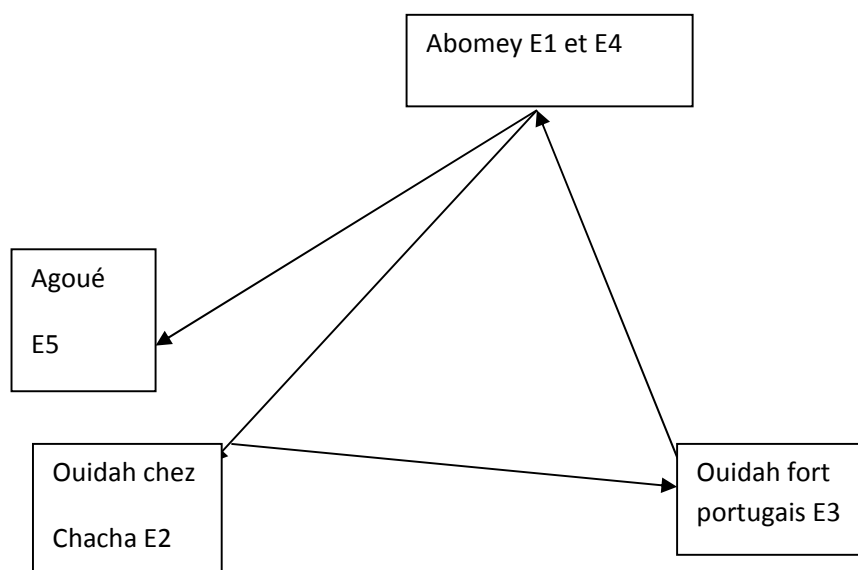 Abomey E1 et E4
Agoué
E5
Ouidah chez
Chacha E2
Ouidah fort
portugais E3